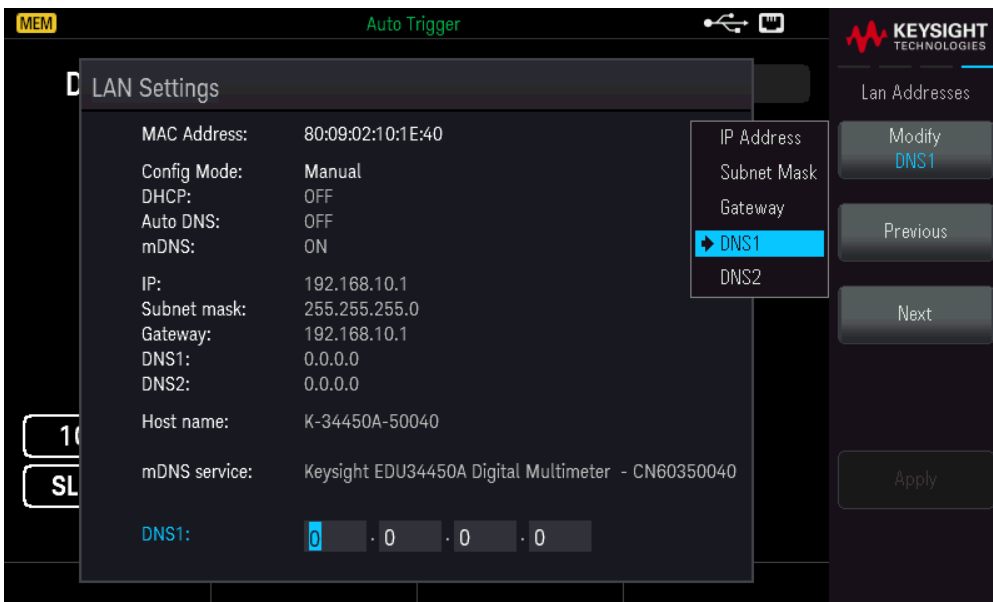 MEM
Auto Trigger
KEYSIGHT
TECHNOLOGIES
D
LAN Settings
Lan Addresses
MAC Address: 80:09:02:10:1E:40
Config Mode: Manual
DHCP: OFF
Auto DNS: OFF
mDNS: ON
IP: 192.168.10.1
Subnet mask: 255.255.255.0
Gateway: 192.168.10.1
DNS1: 0.0.0.0
DNS2: 0.0.0.0
Host name: K-34450A-50040
mDNS service: Keysight EDU34450A Digital Multimeter - CN60350040
DNS1: 0 . 0 . 0 . 0
IP Address
Subnet Mask
Gateway
DNS1
DNS2
Modify
DNS1
Previous
Next
Apply
10
SL